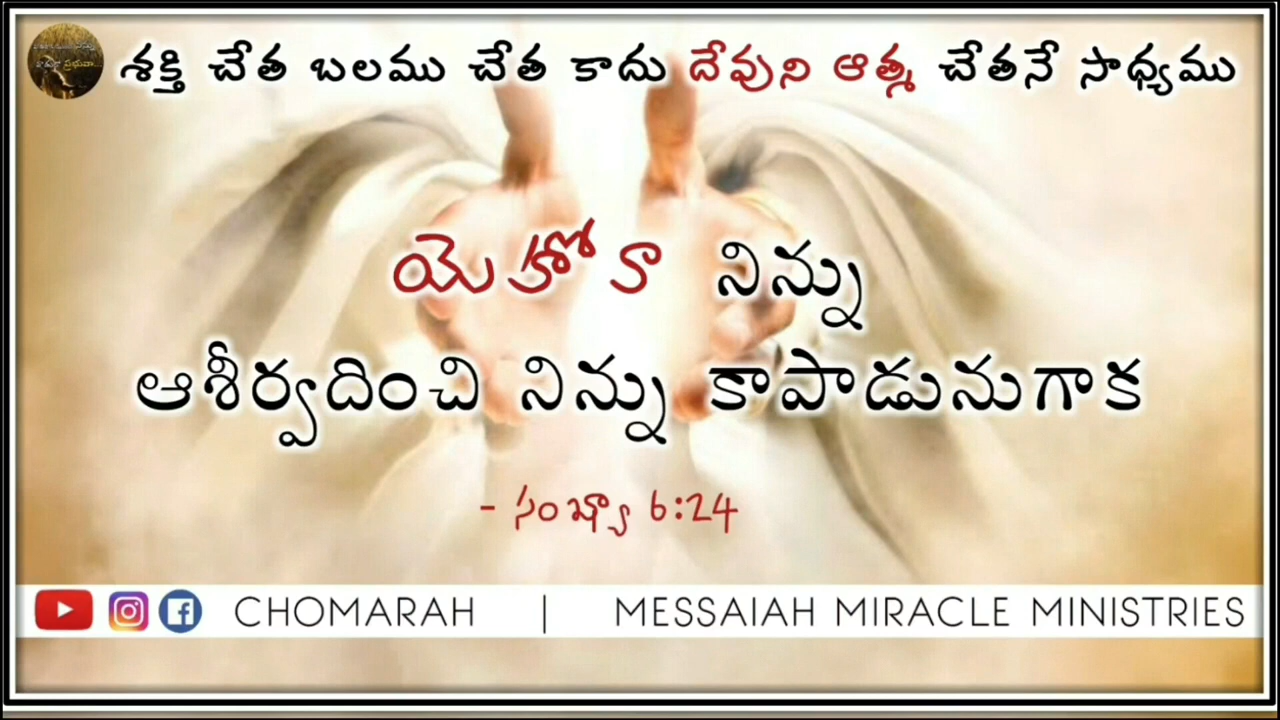 శక్తి చేత బలము చేత కాదు దేవుని ఆత్మ చేతనే సాధ్యము
యెహోవా నిన్ను
ఆశీర్వదించి నిన్ను కాపాడునుగాక
- సంఖ్యా 6:24
CHOMARAH | MESSAIAH MIRACLE MINISTRIES